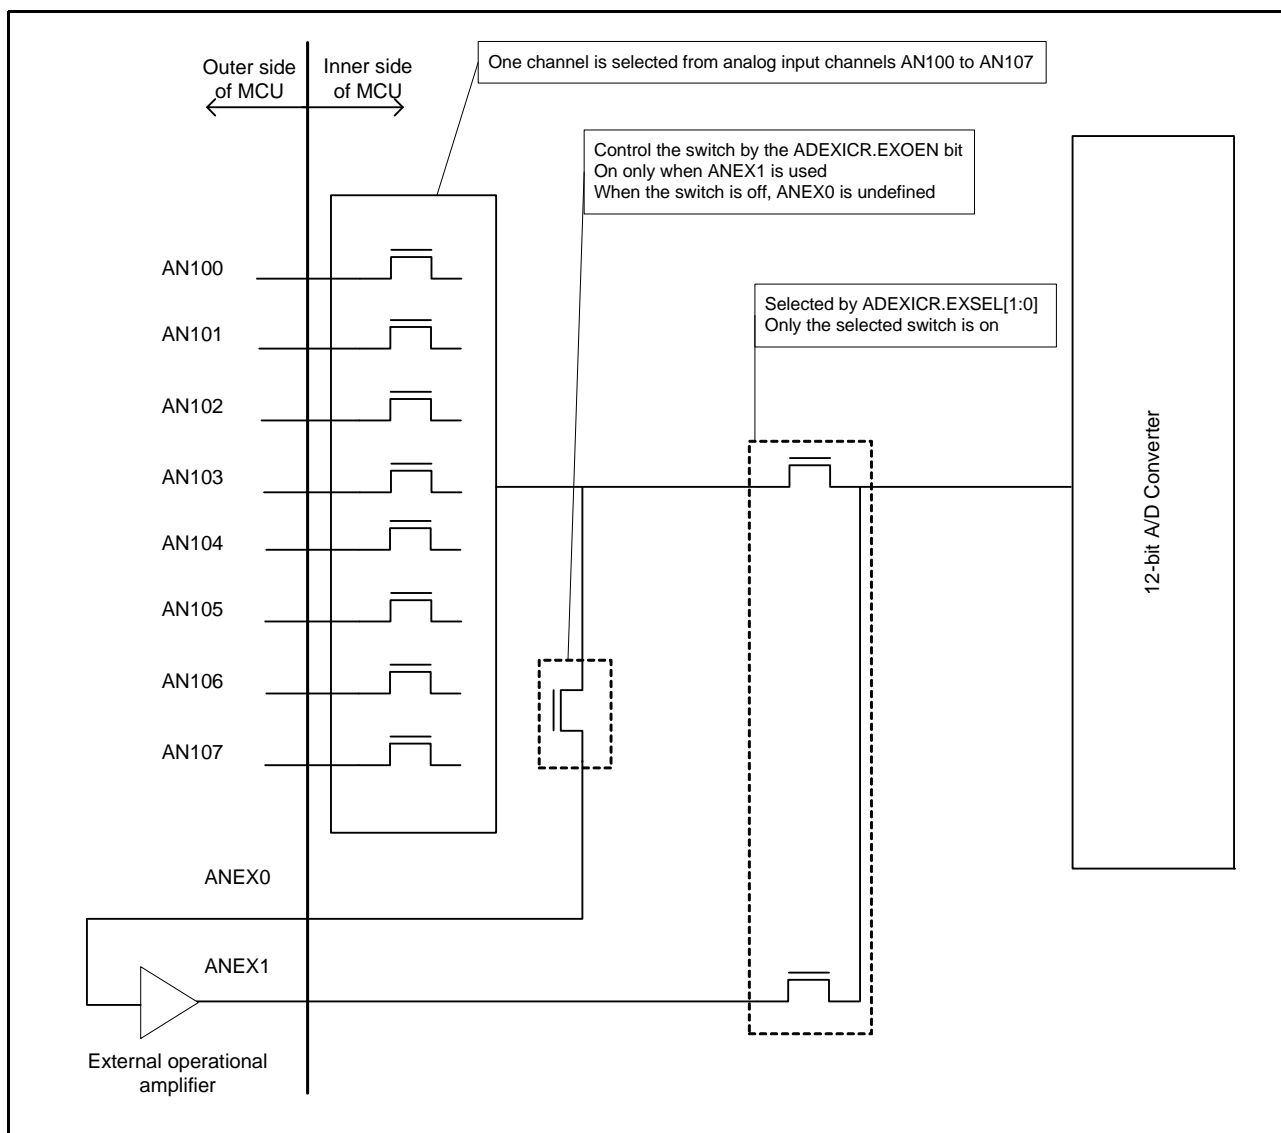 Outer side
of MCU
Inner side
of MCU
One channel is selected from analog input channels AN100 to AN107
Control the switch by the ADEXICR.EXOEN bit
On only when ANEX1 is used
When the switch is off, ANEX0 is undefined
AN100
Selected by ADEXICR.EXSEL[1:0]
Only the selected switch is on
AN101
AN102
AN103
AN104
AN105
AN106
AN107
12-bit A/D Converter
ANEX0
ANEX1
External operational
amplifier